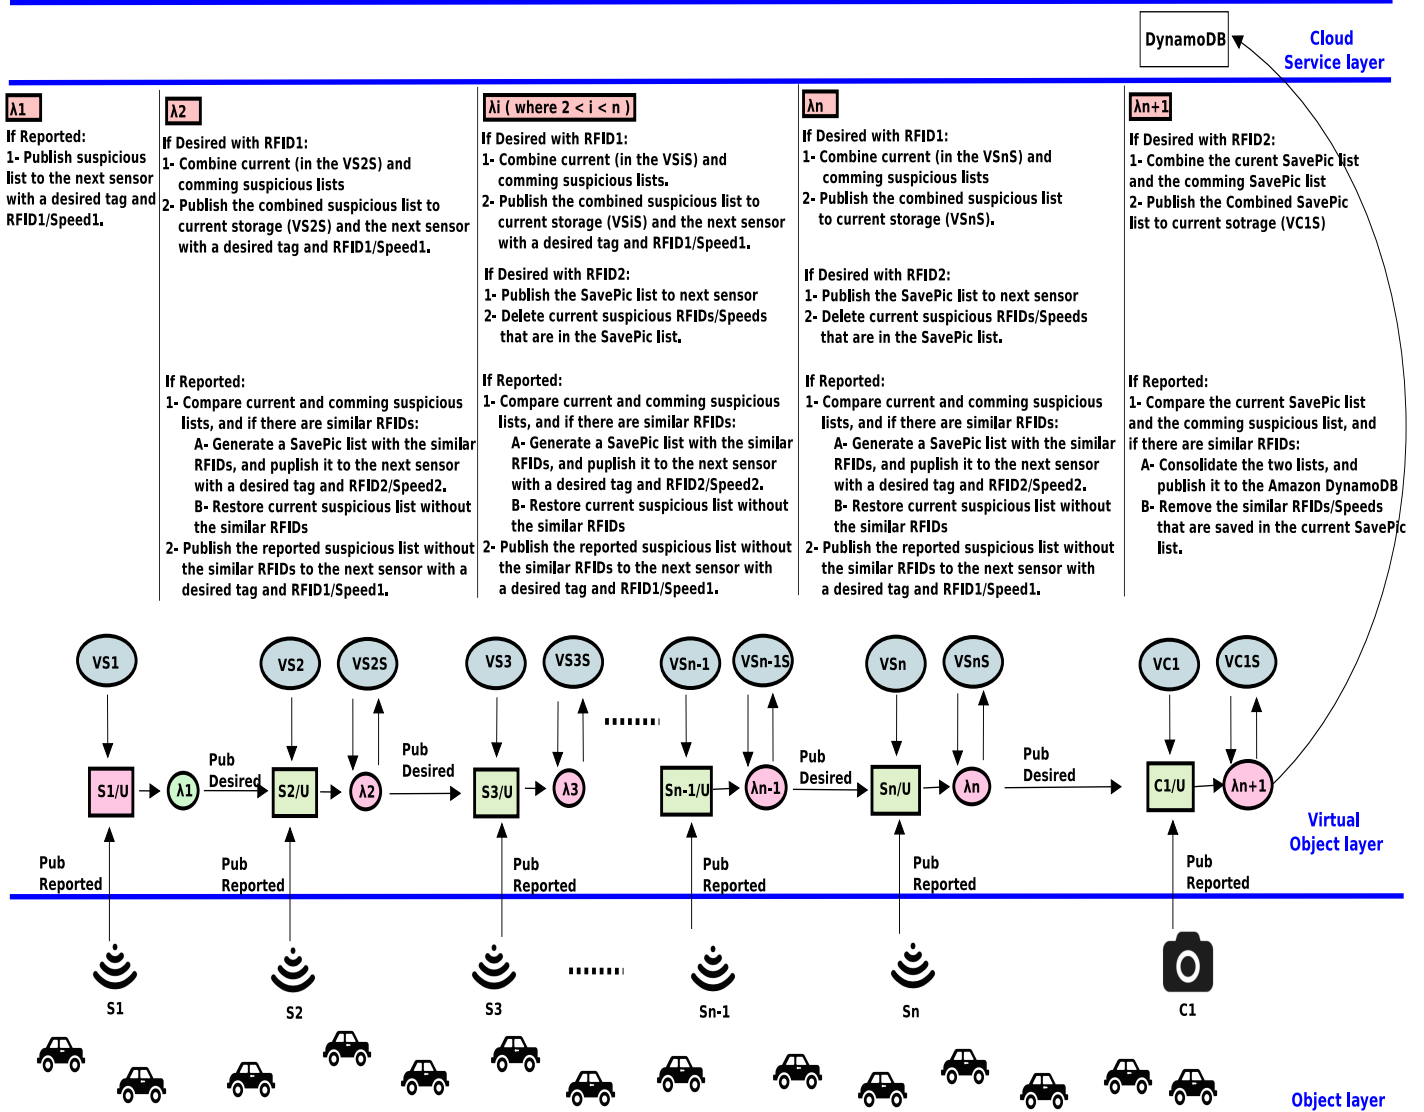 DynamoDB
Cloud
Service layer
λ1
If Reported:
1- Publish suspicious
list to the next sensor
with a desired tag and
RFID1/Speed1.
λ2
If Desired with RFID1:
1- Combine current (in the VS2S) and
comming suspicious lists
2- Publish the combined suspicious list to
current storage (VS2S) and the next sensor
with a desired tag and RFID1/Speed1.
If Reported:
1- Compare current and comming suspicious
lists, and if there are similar RFIDs:
A- Generate a SavePic list with the similar
RFIDs, and puplish it to the next sensor
with a desired tag and RFID2/Speed2.
B- Restore current suspicious list without
the similar RFIDs
2- Publish the reported suspicious list without
the similar RFIDs to the next sensor with a
desired tag and RFID1/Speed1.
λi ( where 2 < i < n )
If Desired with RFID1:
1- Combine current (in the VSiS) and
comming suspicious lists.
2- Publish the combined suspicious list to
current storage (VSiS) and the next sensor
with a desired tag and RFID1/Speed1.
If Desired with RFID2:
1- Publish the SavePic list to next sensor
2- Delete current suspicious RFIDs/Speeds
that are in the SavePic list.
If Reported:
1- Compare current and comming suspicious
lists, and if there are similar RFIDs:
A- Generate a SavePic list with the similar
RFIDs, and puplish it to the next sensor
with a desired tag and RFID2/Speed2.
B- Restore current suspicious list without
the similar RFIDs
2- Publish the reported suspicious list without
the similar RFIDs to the next sensor with
a desired tag and RFID1/Speed1.
λn
If Desired with RFID1:
1- Combine current (in the VSnS) and
comming suspicious lists
2- Publish the combined suspicious list
to current storage (VSnS).
If Desired with RFID2:
1- Publish the SavePic list to next sensor
2- Delete current suspicious RFIDs/Speeds
that are in the SavePic list.
If Reported:
1- Compare current and comming suspicious
lists, and if there are similar RFIDs:
A- Generate a SavePic list with the similar
RFIDs, and puplish it to the next sensor
with a desired tag and RFID2/Speed2.
B- Restore current suspicious list without
the similar RFIDs
2- Publish the reported suspicious list without
the similar RFIDs to the next sensor with
a desired tag and RFID1/Speed1.
λn+1
If Desired with RFID2:
1- Combine the curent SavePic list
and the comming SavePic list
2- Publish the Combined SavePic
list to current sotrage (VC1S)
If Reported:
1- Compare the current SavePic list
and the comming suspicious list, and
if there are similar RFIDs:
A- Consolidate the two lists, and
publish it to the Amazon DynamoDB
B- Remove the similar RFIDs/Speeds
that are saved in the current SavePic
list.
VS1
VS2
VS2S
VS3
VS3S
VSn-1
VSn-1S
VSn
VSnS
VC1
VC1S
Pub
Desired
Pub
Desired
Pub
Desired
Pub
Desired
S1/U
λ1
S2/U
λ2
S3/U
λ3
Sn-1/U
λn-1
Sn/U
λn
C1/U
λn+1
Virtual
Object layer
Pub
Reported
Pub
Reported
Pub
Reported
Pub
Reported
Pub
Reported
Pub
Reported
S1
S2
S3
Sn-1
Sn
C1
Object layer